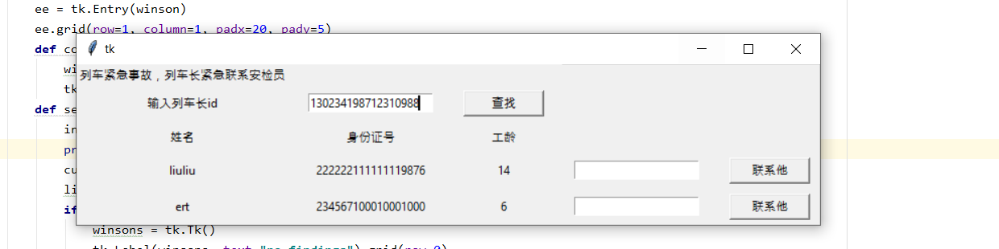 ee = tk.Entry(winson)
ee.grid(row=1, column=1, padx=20, pady=5)
def co
tk
wi
列车紧急事故，列车长紧急联系安检员
tk
输入列车长id 130234198712310988 查找
def se
in
姓名 身份证号 工龄
pr
cu
liuliu 222222111111119876 14 联系他
li
if
ert 234567100010001000 6 联系他
winsons = tk.Tk()
tk.Label(winsons, text="no findings").grid(row=0)